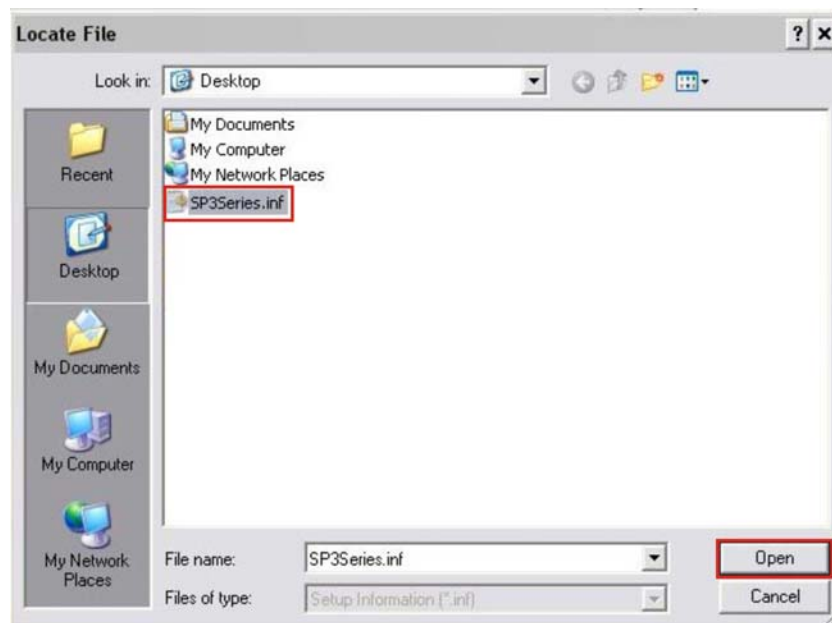 Locate File
? x
Look in:
Desktop
My Documents
My Computer
My Network Places
SP3Series.inf
Recent
Desktop
My Documents
My Computer
My Network
Places
File name:
SP3Series.inf
Open
Files of type:
Setup Information (*.inf)
Cancel